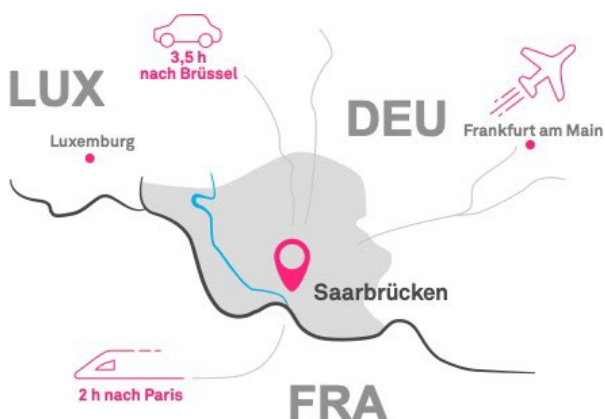 3,5 h
nach Brüssel
LUX
DEU
Luxemburg
Frankfurt am Main
Saarbrücken
2 h nach Paris
FRA